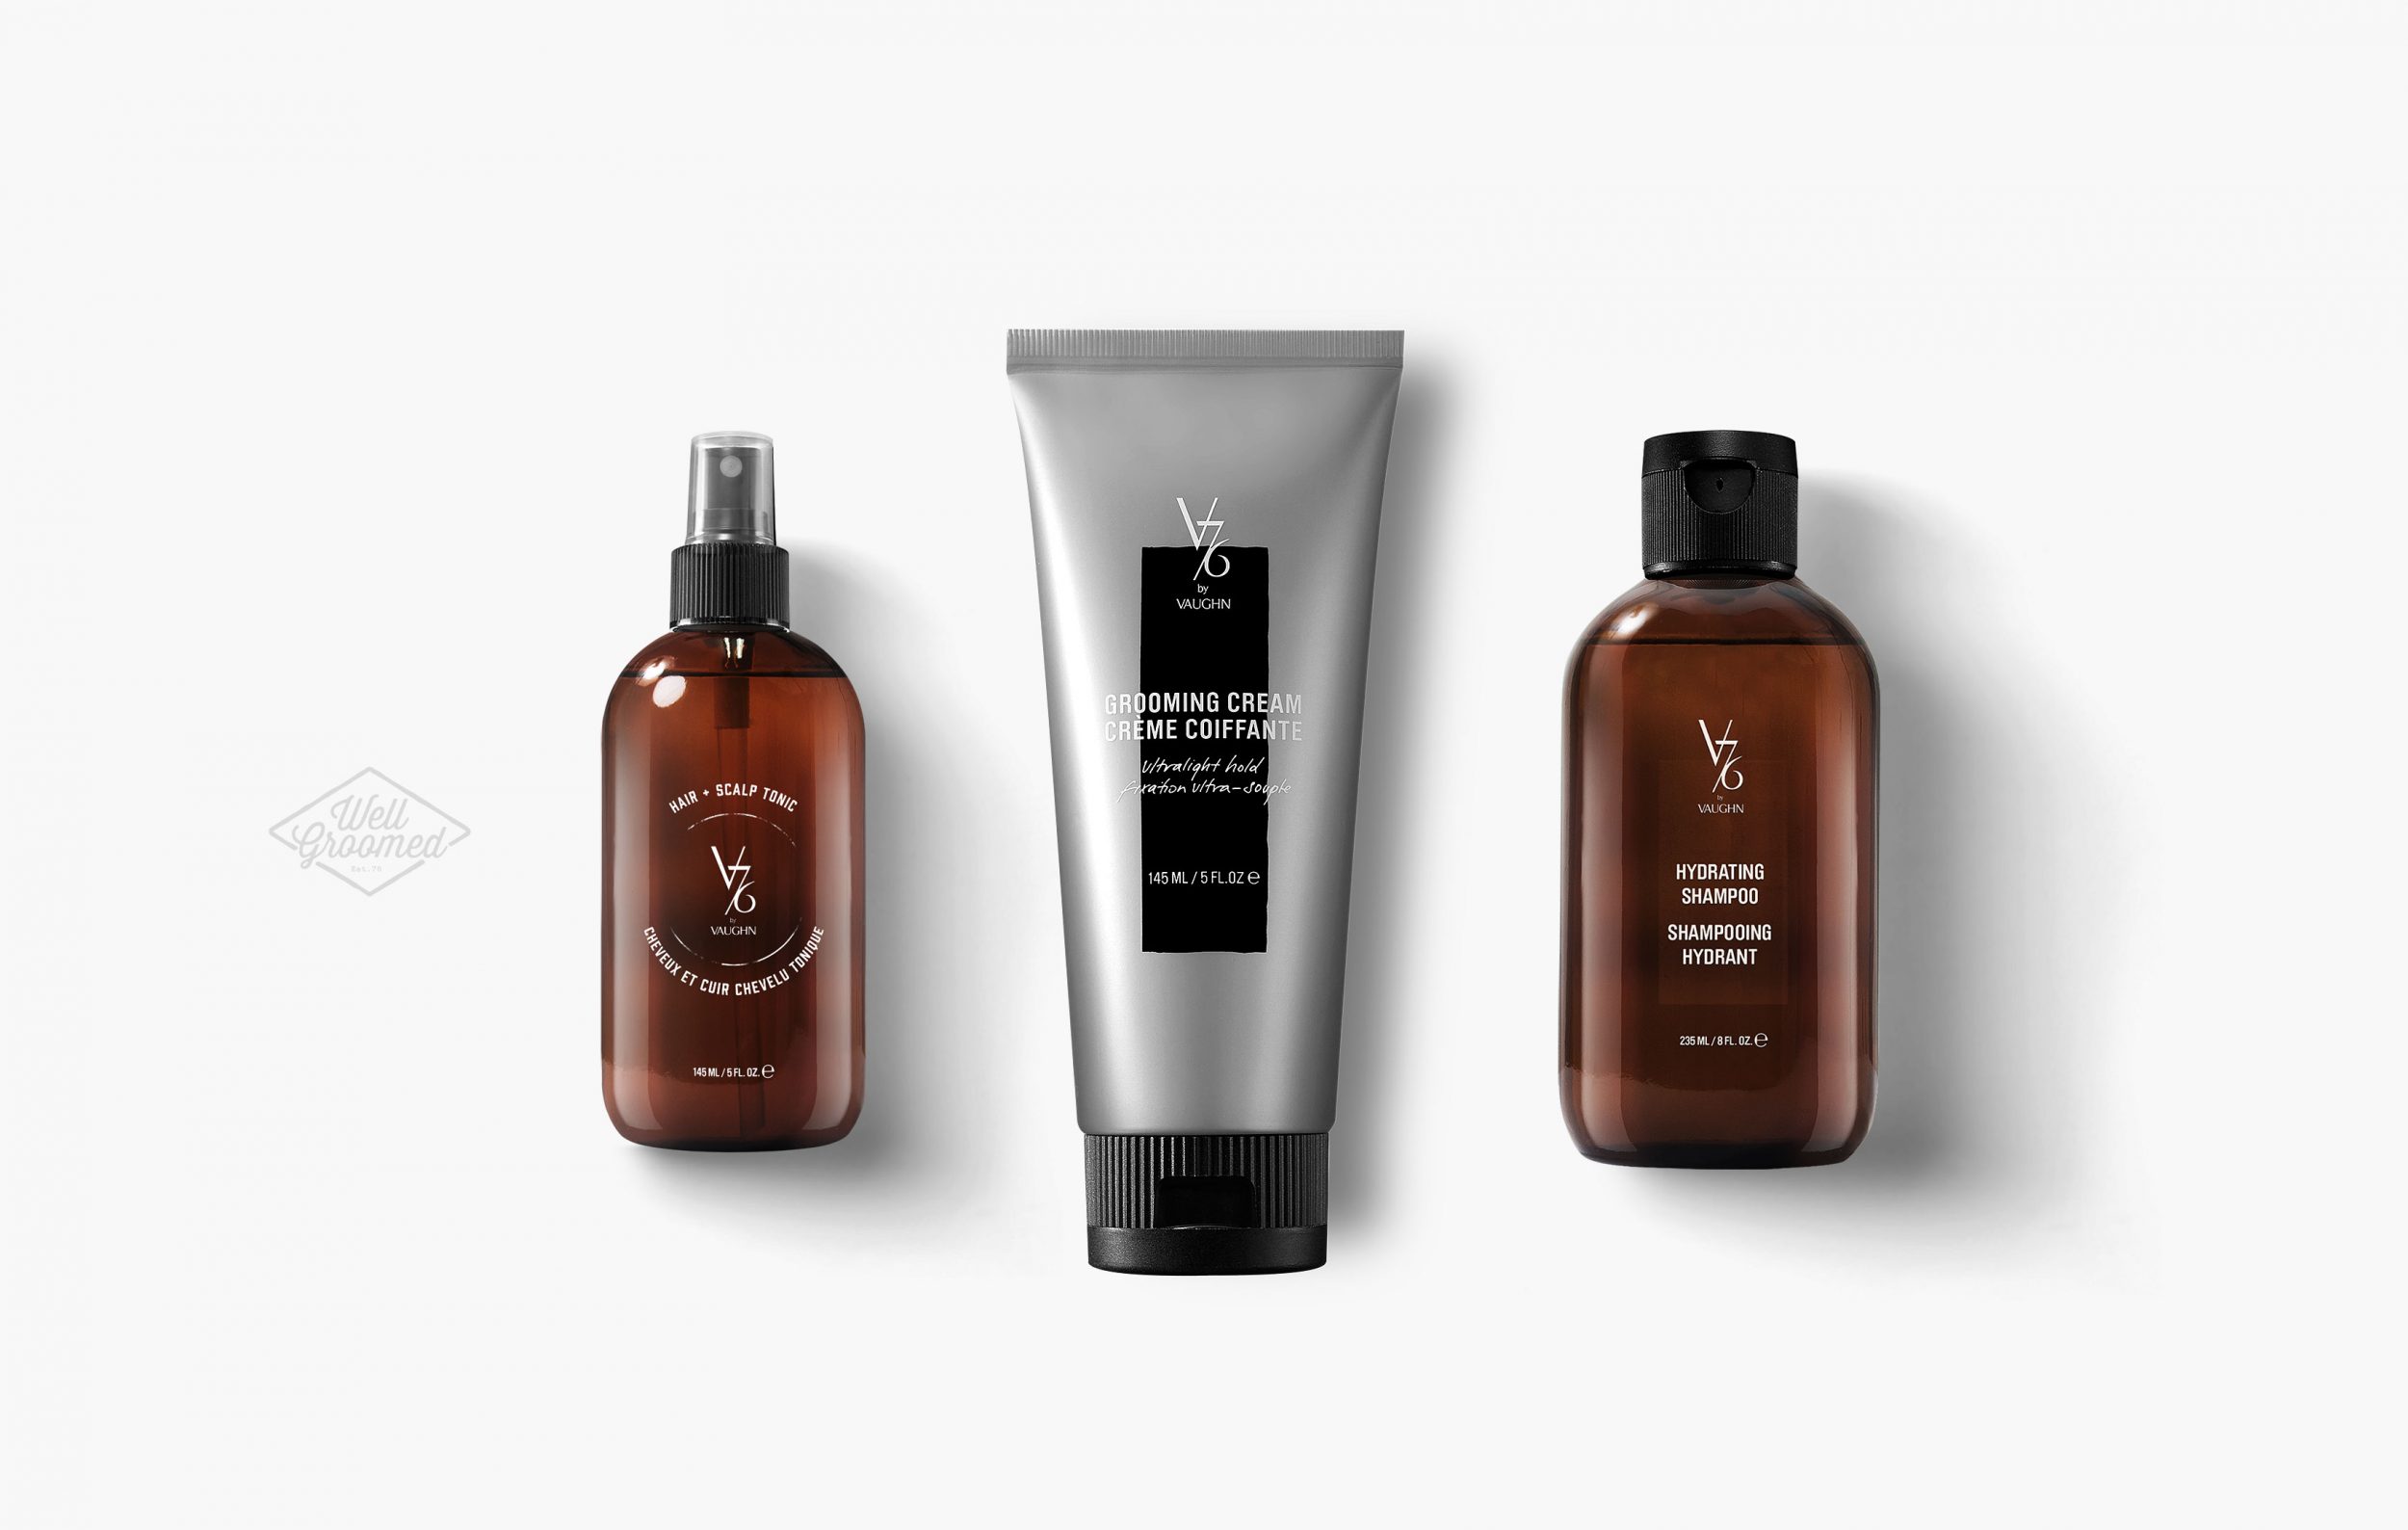 Well
Groomed
Est. 76
HAIR + SCALP TONIC
V76
by
VAUGHN
CHEVEUX ET CUIR CHEVELU TONIQUE
145 ML / 5 FL. OZ. ℮
V76
by
VAUGHN
GROOMING CREAM
CRÈME COIFFANTE
ultralight hold
fixation ultra-souple
145 ML / 5 FL.OZ ℮
V76
by
VAUGHN
HYDRATING
SHAMPOO
SHAMPOOING
HYDRANT
235 ML / 8 FL. OZ. ℮